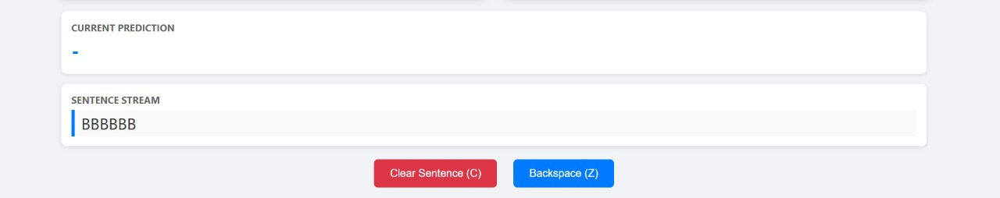 CURRENT PREDICTION
-
SENTENCE STREAM
BBBBBB
Clear Sentence (C) Backspace (Z)